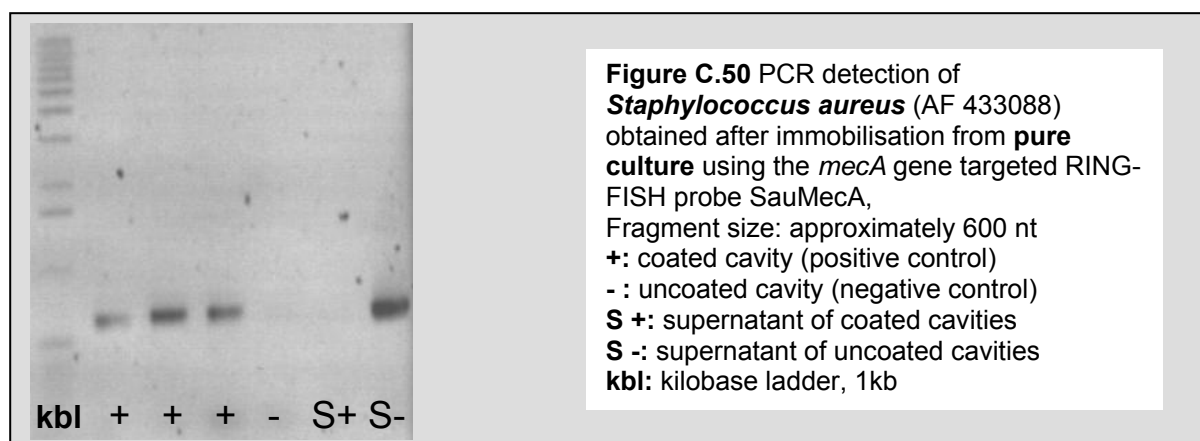 kbl + + + - S+ S-
Figure C.50 PCR detection of
Staphylococcus aureus (AF 433088)
obtained after immobilisation from pure
culture using the mecA gene targeted RING-
FISH probe SauMecA,
Fragment size: approximately 600 nt
+: coated cavity (positive control)
- : uncoated cavity (negative control)
S +: supernatant of coated cavities
S -: supernatant of uncoated cavities
kbl: kilobase ladder, 1kb